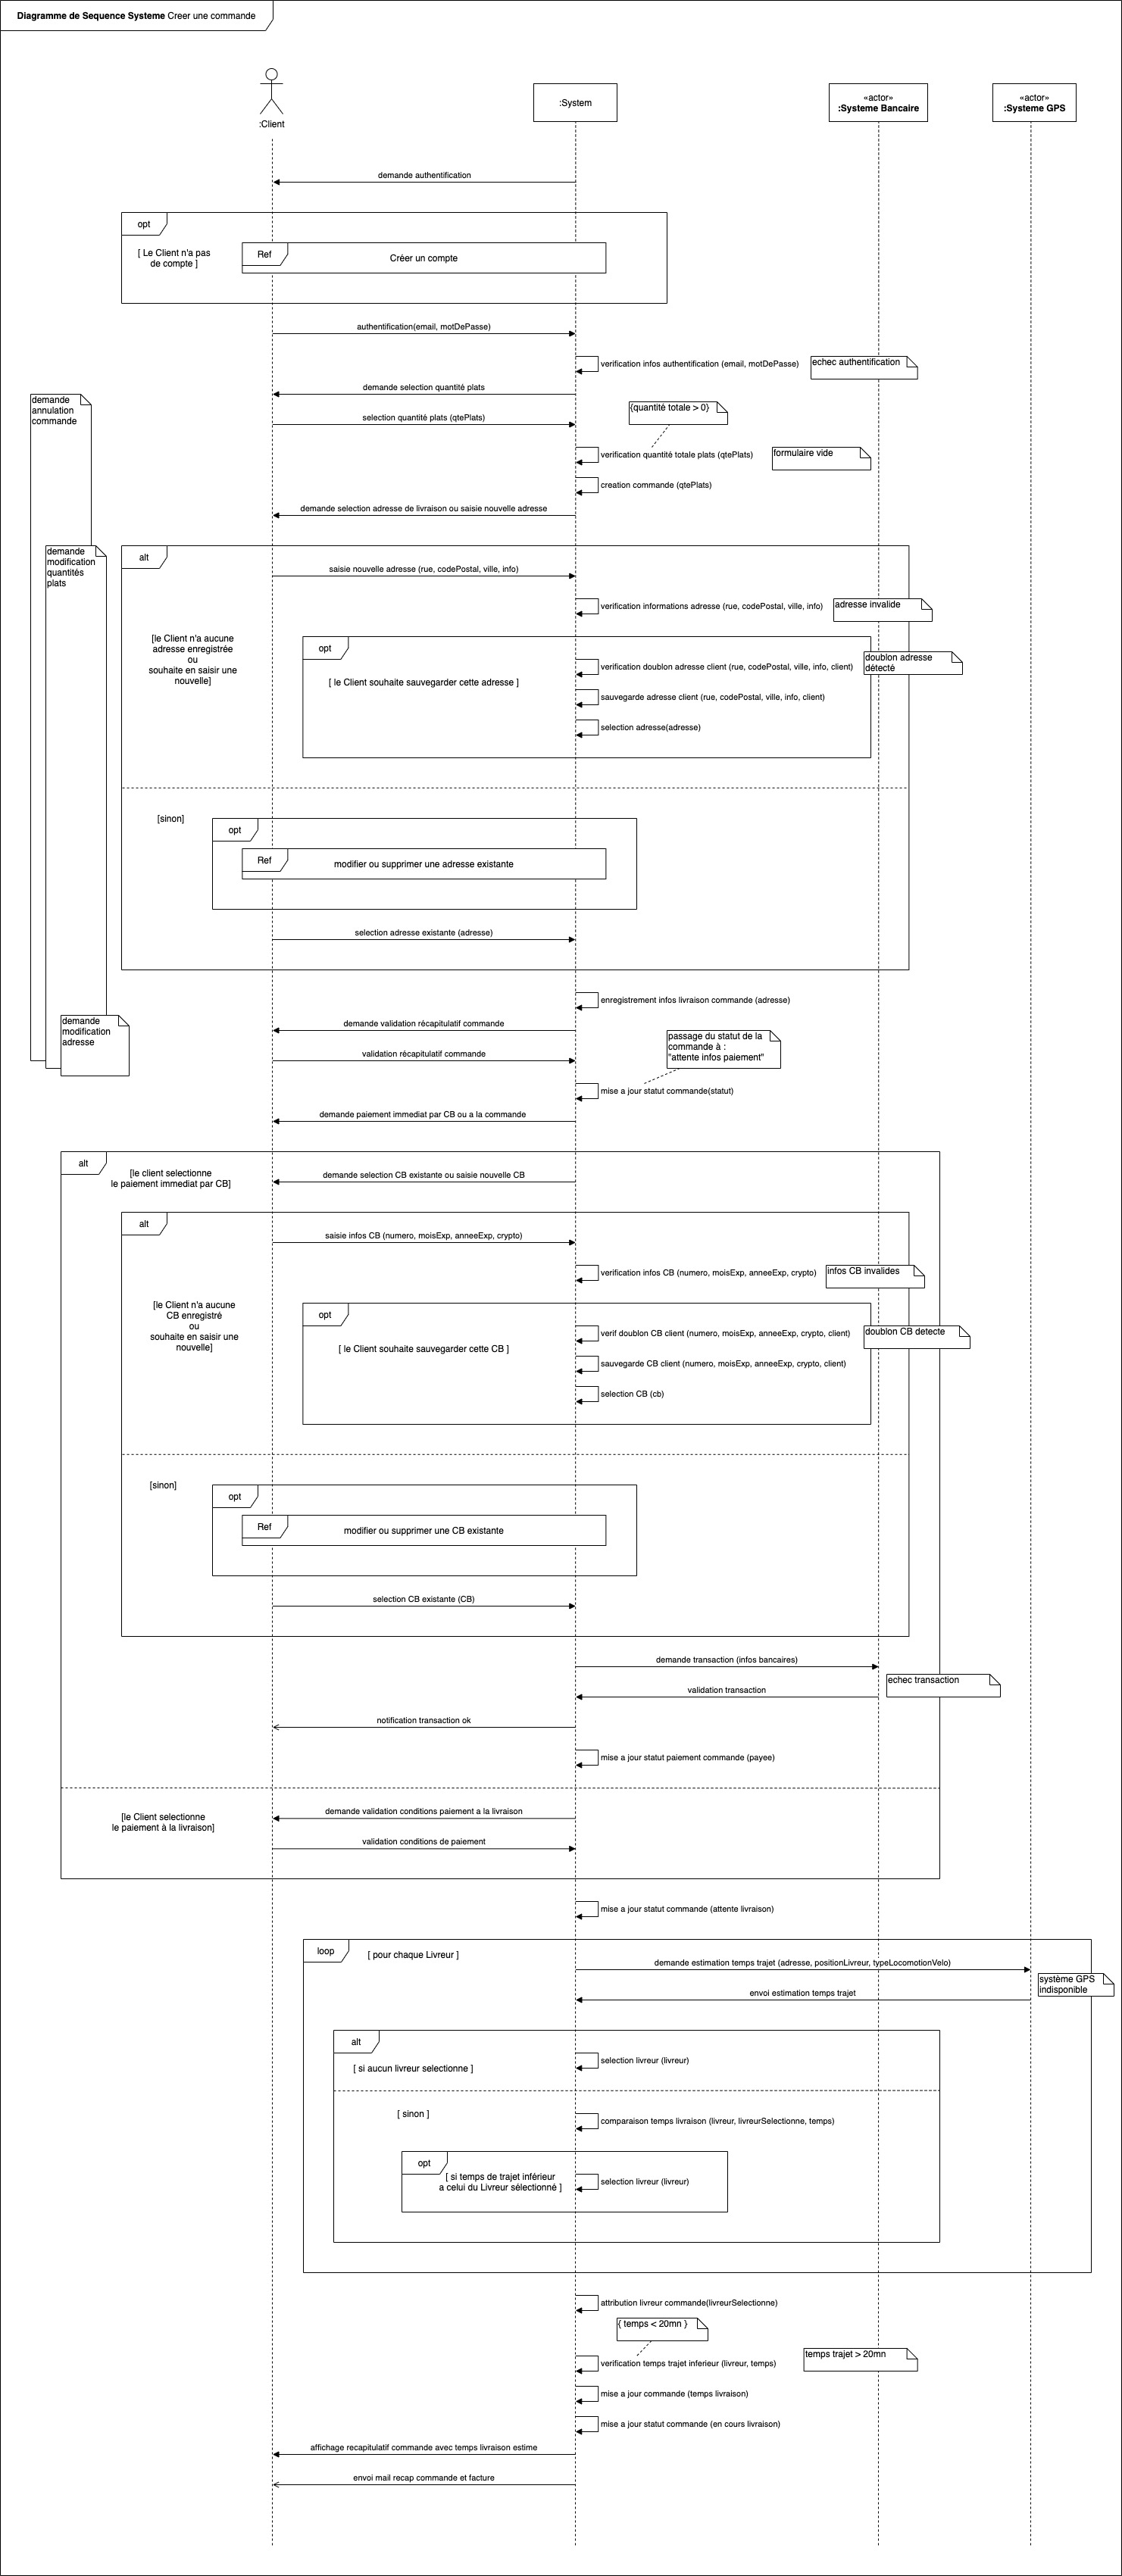 Diagramme de Sequence Systeme Creer une commande
:Client
:System
«actor»
:Systeme Bancaire
«actor»
:Systeme GPS
demande authentification
opt
[ Le Client n'a pas
de compte ]
Ref
Crèer un compte
authentification(email, motDePasse)
verification infos authentification (email, motDePasse)
echec authentification
demande selection quantité plats
demande
annulation
commande
selection quantité plats (qtePlats)
{quantité totale > 0}
verification quantité totale plats (qtePlats)
formulaire vide
creation commande (qtePlats)
demande selection adresse de livraison ou saisie nouvelle adresse
demande
modification
quantités
plats
alt
saisie nouvelle adresse (rue, codePostal, ville, info)
verification informations adresse (rue, codePostal, ville, info)
adresse invalide
[le Client n'a aucune
adresse enregistrée
ou
souhaite en saisir une
nouvelle]
opt
[ le Client souhaite sauvegarder cette adresse ]
verification doublon adresse client (rue, codePostal, ville, info, client)
doublon adresse
détecté
sauvegarde adresse client (rue, codePostal, ville, info, client)
selection adresse(adresse)
[sinon]
opt
Ref
modifier ou supprimer une adresse existante
selection adresse existante (adresse)
enregistrement infos livraison commande (adresse)
demande
modification
adresse
demande validation récapitulatif commande
validation récapitulatif commande
passage du statut de la
commande à :
"attente infos paiement"
mise a jour statut commande(statut)
demande paiement immediat par CB ou a la commande
alt
[le client selectionne
le paiement immediat par CB]
demande selection CB existante ou saisie nouvelle CB
alt
saisie infos CB (numero, moisExp, anneeExp, crypto)
verification infos CB (numero, moisExp, anneeExp, crypto)
infos CB invalides
[le Client n'a aucune
CB enregistré
ou
souhaite en saisir une
nouvelle]
opt
[ le Client souhaite sauvegarder cette CB ]
verif doublon CB client (numero, moisExp, anneeExp, crypto, client)
doublon CB detecte
sauvegarde CB client (numero, moisExp, anneeExp, crypto, client)
selection CB (cb)
[sinon]
opt
Ref
modifier ou supprimer une CB existante
selection CB existante (CB)
demande transaction (infos bancaires)
echec transaction
validation transaction
notification transaction ok
mise a jour statut paiement commande (payee)
[le Client selectionne
le paiement à la livraison]
demande validation conditions paiement a la livraison
validation conditions de paiement
mise a jour statut commande (attente livraison)
loop
[ pour chaque Livreur ]
demande estimation temps trajet (adresse, positionLivreur, typeLocomotionVelo)
système GPS
indisponible
envoi estimation temps trajet
alt
[ si aucun livreur selectionne ]
selection livreur (livreur)
[ sinon ]
comparaison temps livraison (livreur, livreurSelectionne, temps)
opt
[ si temps de trajet inférieur
a celui du Livreur sélectionné ]
selection livreur (livreur)
attribution livreur commande(livreurSelectionne)
{ temps < 20mn }
verification temps trajet inferieur (livreur, temps)
temps trajet > 20mn
mise a jour commande (temps livraison)
mise a jour statut commande (en cours livraison)
affichage recapitulatif commande avec temps livraison estime
envoi mail recap commande et facture